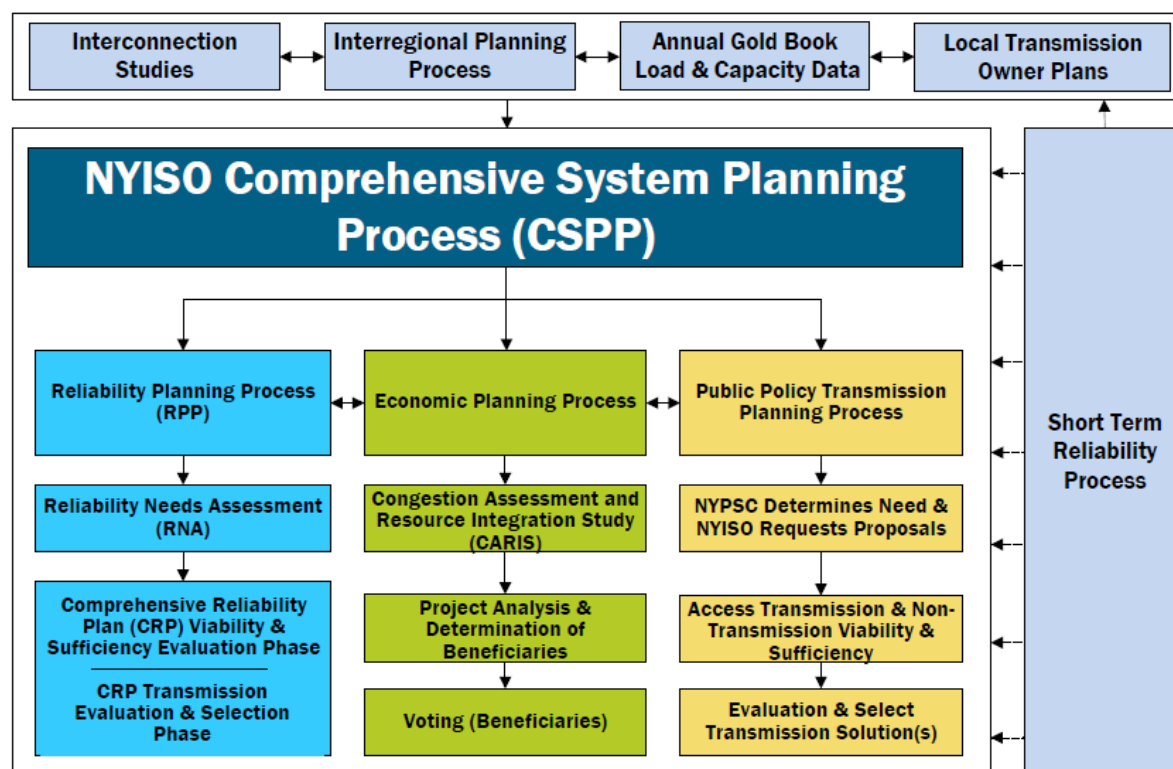 Interconnection
Studies
Interregional Planning
Process
Annual Gold Book
Load & Capacity Data
Local Transmission
Owner Plans
NYISO Comprehensive System Planning
Process (CSPP)
Reliability Planning Process
(RPP)
Economic Planning Process
Public Policy Transmission
Planning Process
Short Term
Reliability
Process
Reliability Needs Assessment
(RNA)
Congestion Assessment and
Resource Integration Study
(CARIS)
NYPSC Determines Need &
NYISO Requests Proposals
Comprehensive Reliability
Plan (CRP) Viability &
Sufficiency Evaluation Phase
CRP Transmission
Evaluation & Selection
Phase
Project Analysis &
Determination of
Beneficiaries
Access Transmission & Non-
Transmission Viability &
Sufficiency
Voting (Beneficiaries)
Evaluation & Select
Transmission Solution(s)